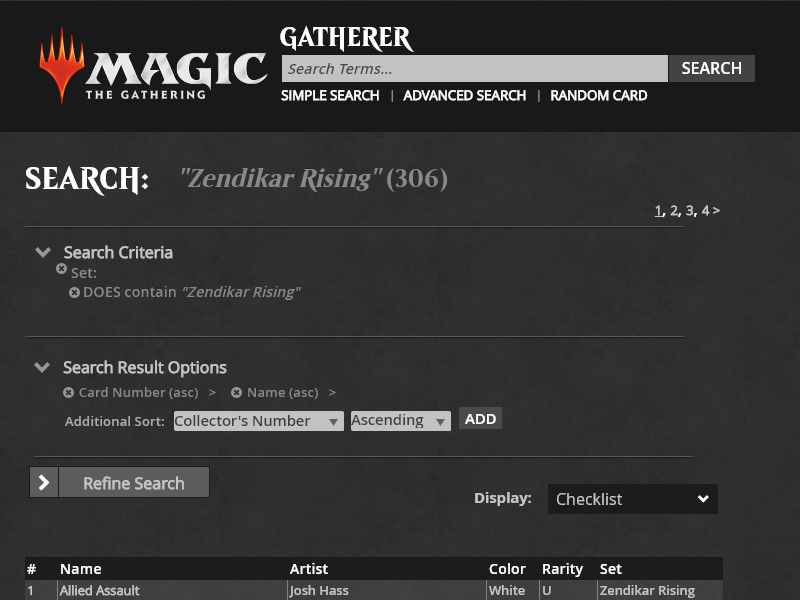 MAGIC
THE GATHERING
GATHERER
Search Terms...
SEARCH
SIMPLE SEARCH | ADVANCED SEARCH | RANDOM CARD
SEARCH: "Zendikar Rising" (306)
1, 2, 3, 4 >
Search Criteria
Set:
DOES contain "Zendikar Rising"
Search Result Options
Card Number (asc) > Name (asc) >
Additional Sort: Collector's Number Ascending ADD
Refine Search
Display: Checklist
# Name Artist Color Rarity Set
1 Allied Assault Josh Hass White U Zendikar Rising